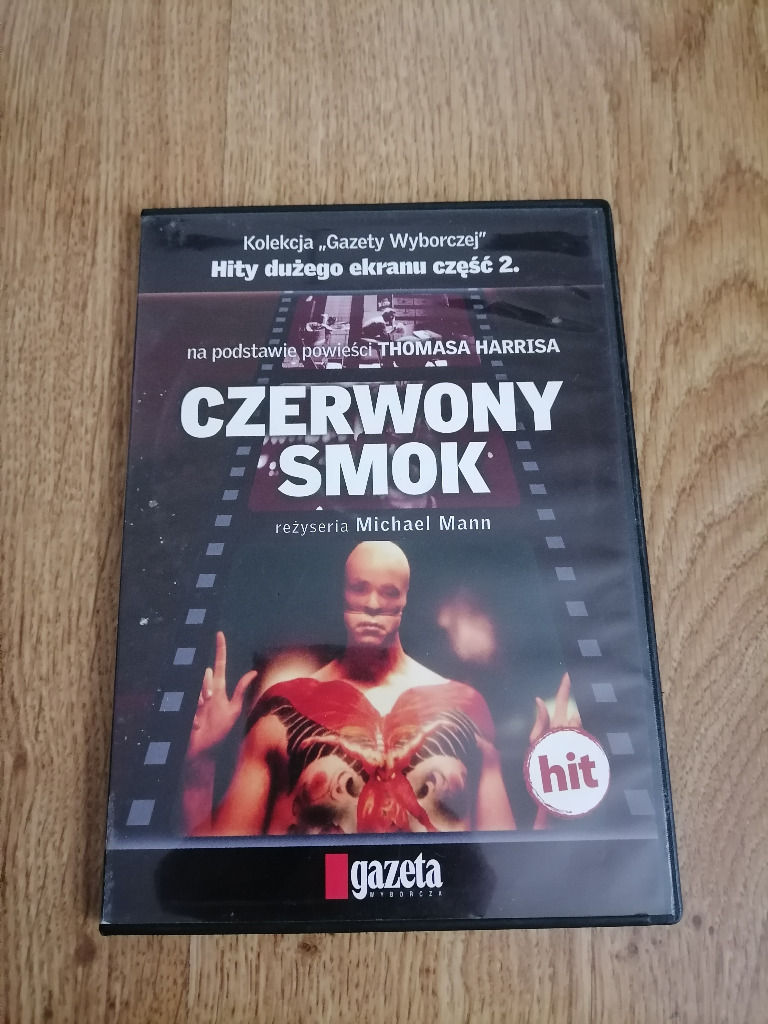 Kolekcja „Gazety Wyborczej”
Hity dużego ekranu część 2.
na podstawie powieści THOMASA HARRISA
CZERWONY
SMOK
reżyseria Michael Mann
hit
gazeta
WYBORCZA